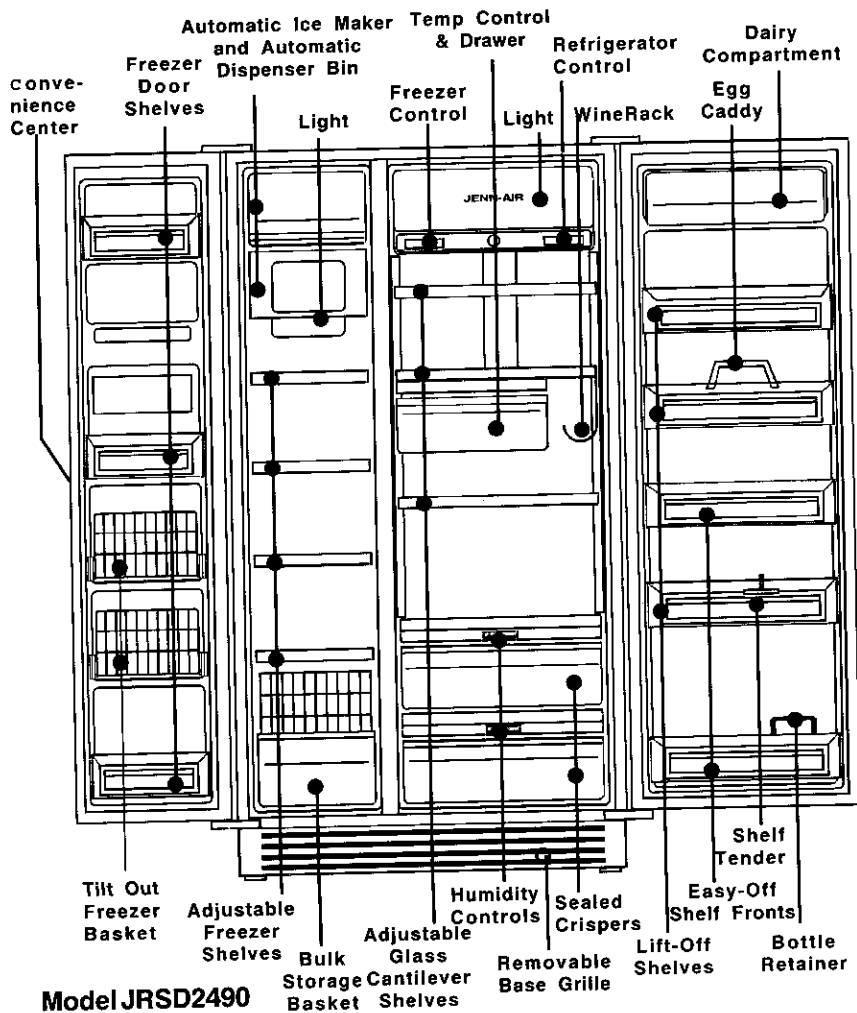 Automatic Ice Maker
and Automatic
Dispenser Bin
Temp Control
& Drawer
Refrigerator
Control
Dairy
Compartment
Conve-
nience
Center
Freezer
Door
Shelves
Light
Freezer
Control
Light
WineRack
Egg
Caddy
JENN-AIR
Tilt Out
Freezer
Basket
Adjustable
Freezer
Shelves
Bulk
Storage
Basket
Adjustable
Glass
Cantilever
Shelves
Humidity
Controls
Removable
Base Grille
Sealed
Crispers
Shelf
Tender
Easy-Off
Shelf Fronts
Lift-Off
Shelves
Bottle
Retainer
Model JRSD2490